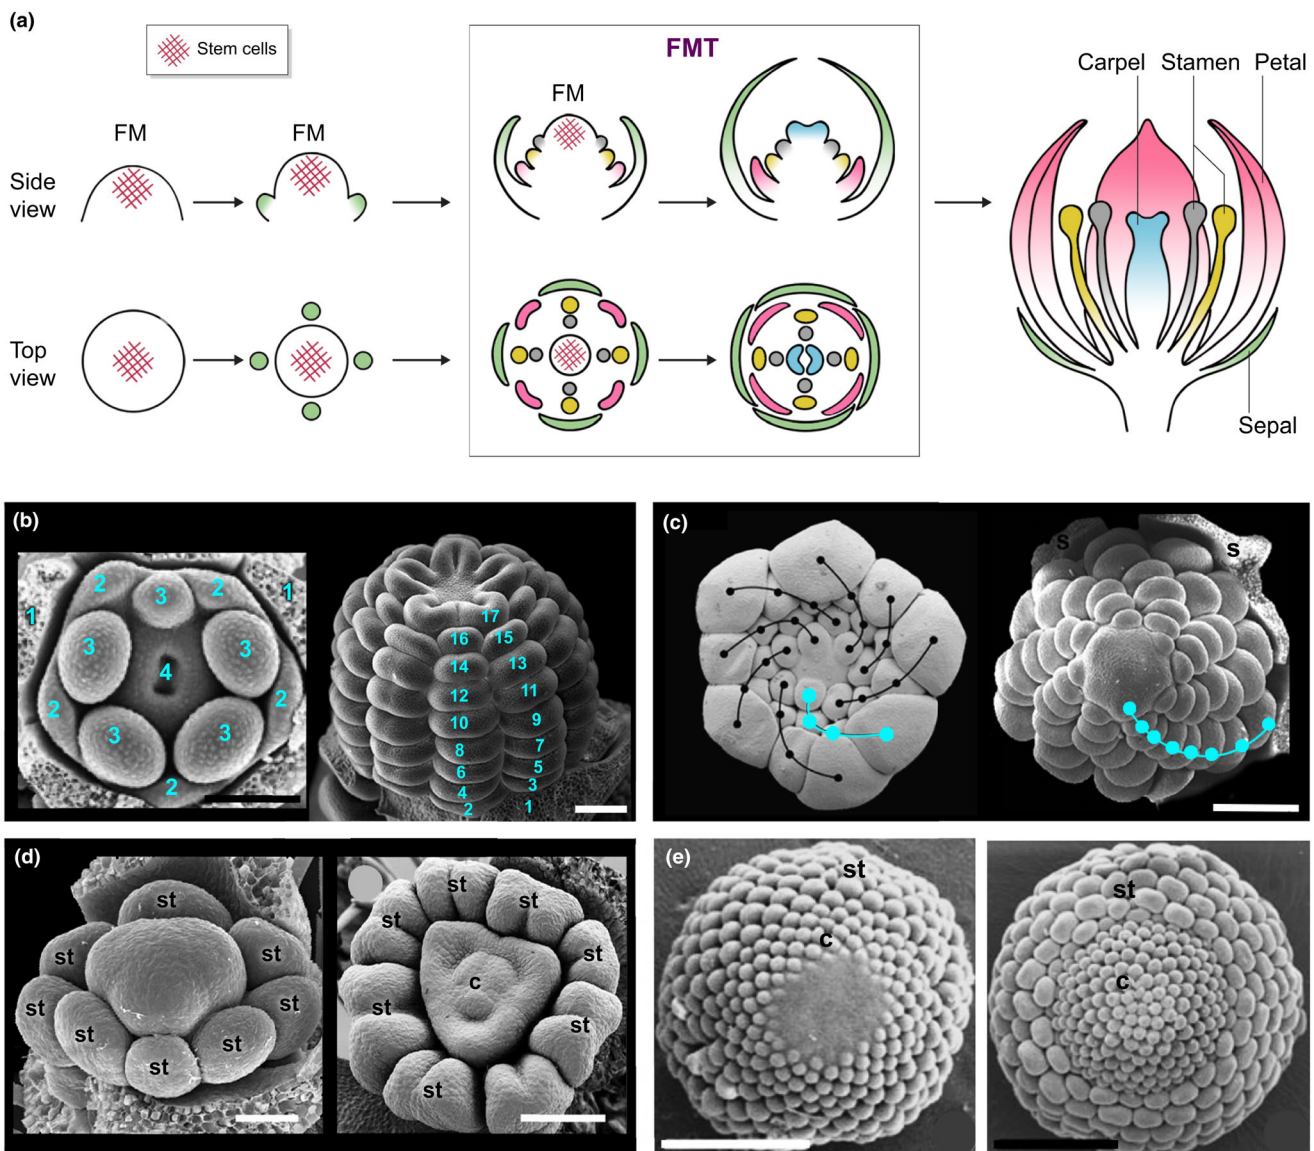 (a)
Stem cells
FMT
Carpel Stamen Petal
FM
FM
FM
Side
view
Top
view
Sepal
(b)
2 2 1
1 3
3 3
4
2 2
3 3
2
17
16 15
14 13
12 11
10 9
8 7
6 5
4 3
2 1
(c)
s s
(d)
st
st st
st st
st st
st
st st
st st
c
st st
st st
st
(e)
st
c
st
c